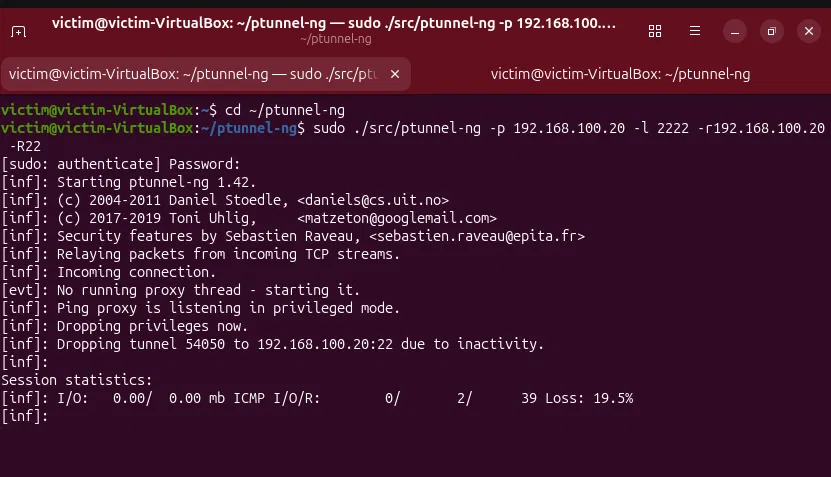 victim@victim-VirtualBox: ~/ptunnel-ng — sudo ./src/ptunnel-ng -p 192.168.100....
~/ptunnel-ng
victim@victim-VirtualBox: ~/ptunnel-ng — sudo ./src/ptu
victim@victim-VirtualBox: ~/ptunnel-ng
victim@victim-VirtualBox:~$ cd ~/ptunnel-ng
victim@victim-VirtualBox:~/ptunnel-ng$ sudo ./src/ptunnel-ng -p 192.168.100.20 -l 2222 -r192.168.100.20
 -R22
[sudo: authenticate] Password:
[inf]: Starting ptunnel-ng 1.42.
[inf]: (c) 2004-2011 Daniel Stoedle, <daniels@cs.uit.no>
[inf]: (c) 2017-2019 Toni Uhlig,     <matzeton@googlemail.com>
[inf]: Security features by Sebastien Raveau, <sebastien.raveau@epita.fr>
[inf]: Relaying packets from incoming TCP streams.
[inf]: Incoming connection.
[evt]: No running proxy thread - starting it.
[inf]: Ping proxy is listening in privileged mode.
[inf]: Dropping privileges now.
[inf]: Dropping tunnel 54050 to 192.168.100.20:22 due to inactivity.
[inf]:
Session statistics:
[inf]: I/O:   0.00/  0.00 mb ICMP I/O/R:        0/       2/      39 Loss: 19.5%
[inf]: